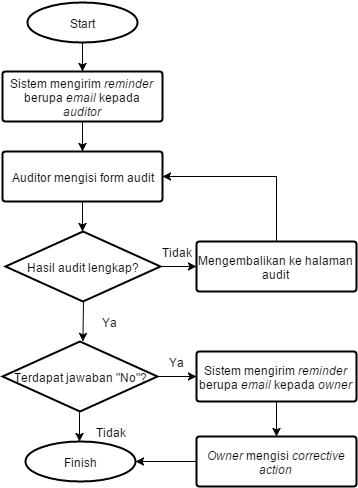 Start
Sistem mengirim reminder
berupa email kepada
auditor
Auditor mengisi form audit
Hasil audit lengkap?
Tidak
Mengembalikan ke halaman
audit
Ya
Terdapat jawaban "No"?
Ya
Sistem mengirim reminder
berupa email kepada owner
Tidak
Finish
Owner mengisi corrective
action